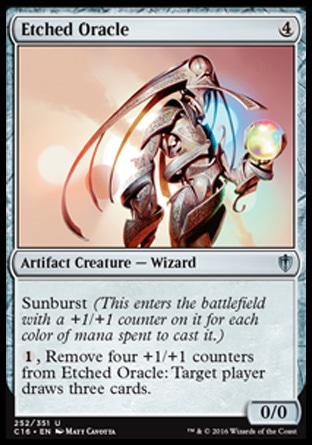 Etched Oracle 4
Artifact Creature — Wizard
Sunburst (This enters the battlefield
with a +1/+1 counter on it for each
color of mana spent to cast it.)
1, Remove four +1/+1 counters
from Etched Oracle: Target player
draws three cards.
0/0
252/351 U
C16 • EN Matt Cavotta
™ & © 2016 Wizards of the Coast